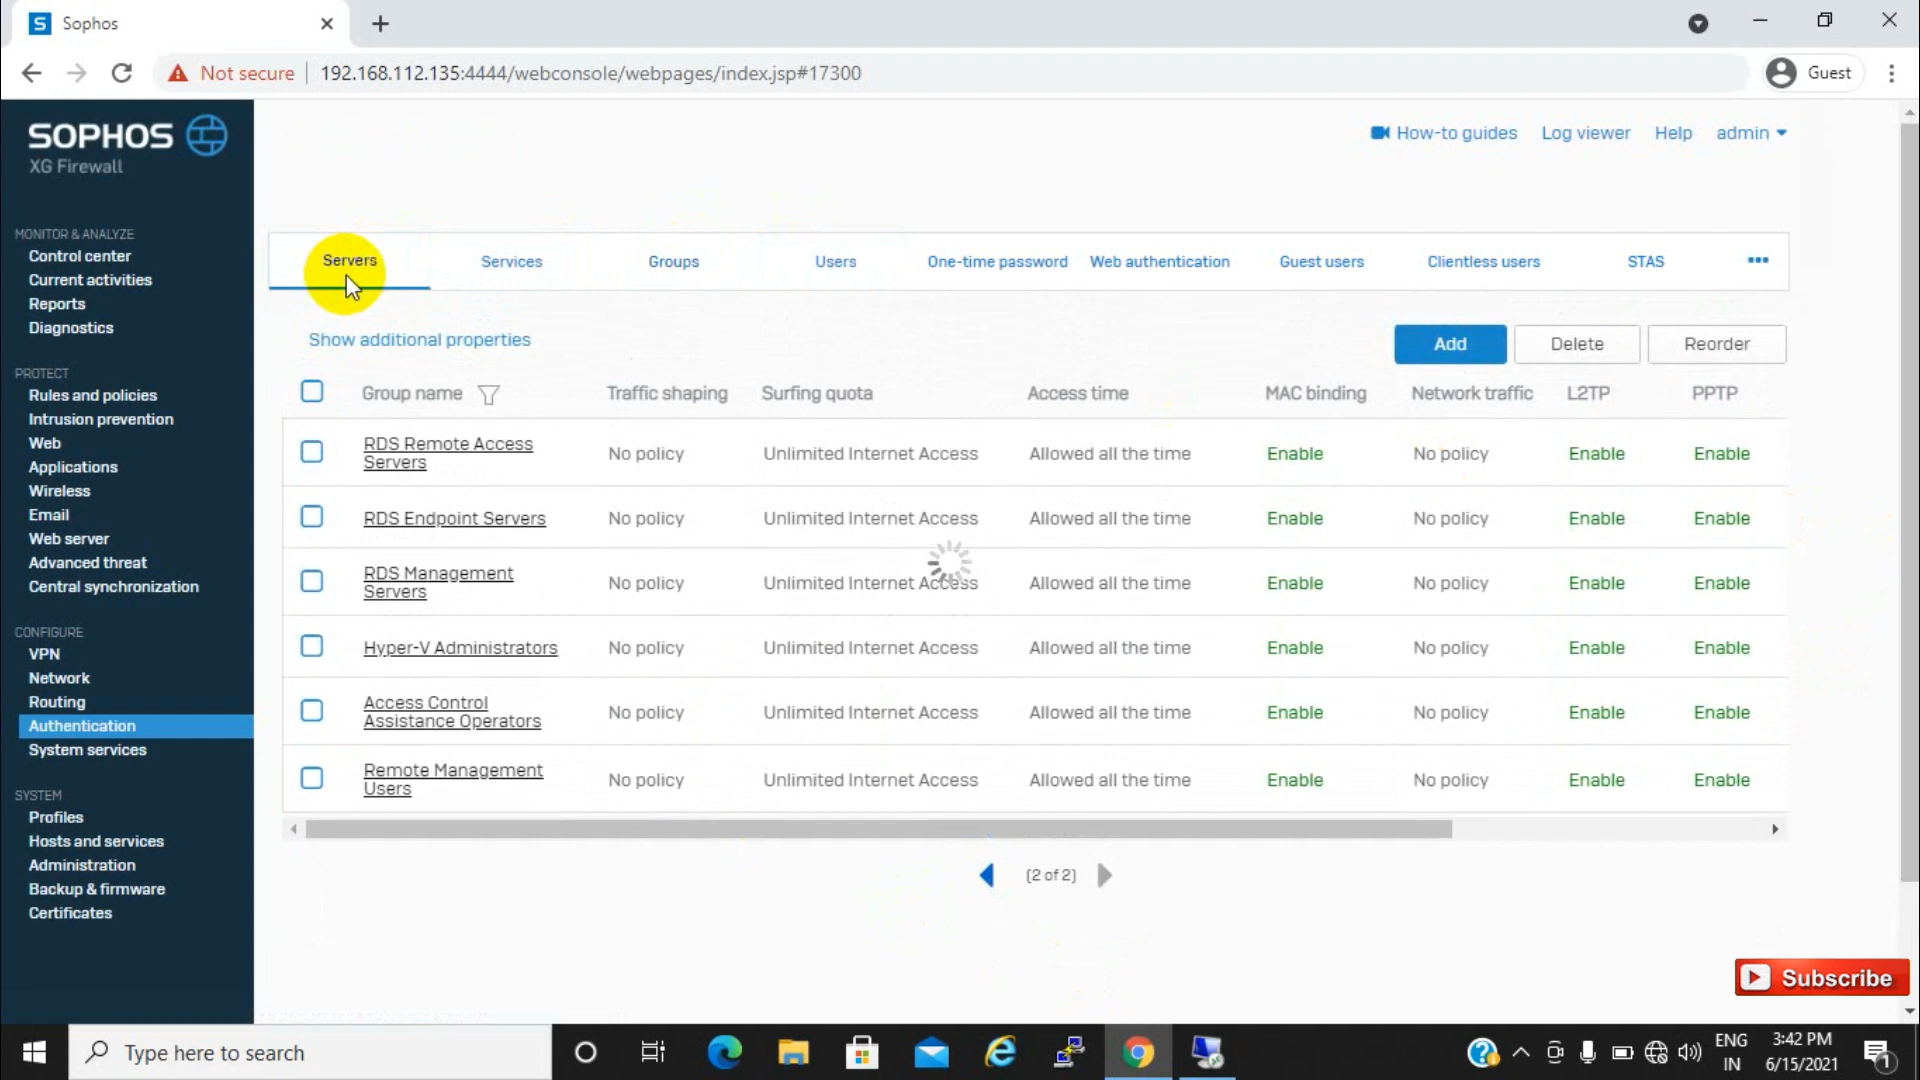 Sophos
Not secure
192.168.112.135:4444/webconsole/webpages/index.jsp#17300
Guest
SOPHOS
XG Firewall
How-to guides
Log viewer
Help
admin
MONITOR & ANALYZE
Control center
Current activities
Reports
Diagnostics
PROTECT
Rules and policies
Intrusion prevention
Web
Applications
Wireless
Email
Web server
Advanced threat
Central synchronization
CONFIGURE
VPN
Network
Routing
Authentication
System services
SYSTEM
Profiles
Hosts and services
Administration
Backup & firmware
Certificates
Servers
Services
Groups
Users
One-time password
Web authentication
Guest users
Clientless users
STAS
Show additional properties
Add
Delete
Reorder
Group name Traffic shaping Surfing quota Access time MAC binding Network traffic L2TP PPTP
RDS Remote Access
Servers
No policy Unlimited Internet Access Allowed all the time Enable No policy Enable Enable
RDS Endpoint Servers No policy Unlimited Internet Access Allowed all the time Enable No policy Enable Enable
RDS Management
Servers
No policy Unlimited Internet Access Allowed all the time Enable No policy Enable Enable
Hyper-V Administrators No policy Unlimited Internet Access Allowed all the time Enable No policy Enable Enable
Access Control
Assistance Operators
No policy Unlimited Internet Access Allowed all the time Enable No policy Enable Enable
Remote Management
Users
No policy Unlimited Internet Access Allowed all the time Enable No policy Enable Enable
(2 of 2)
Subscribe
Type here to search
ENG
IN
3:42 PM
6/15/2021
1